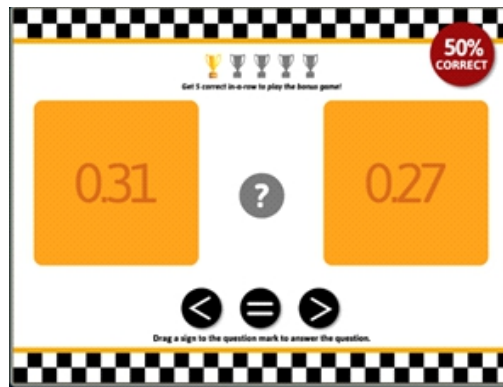 50%
CORRECT
Get 5 correct in-a-row to play the bonus game!
0.31
?
0.27
< = >
Drag a sign to the question mark to answer the question.